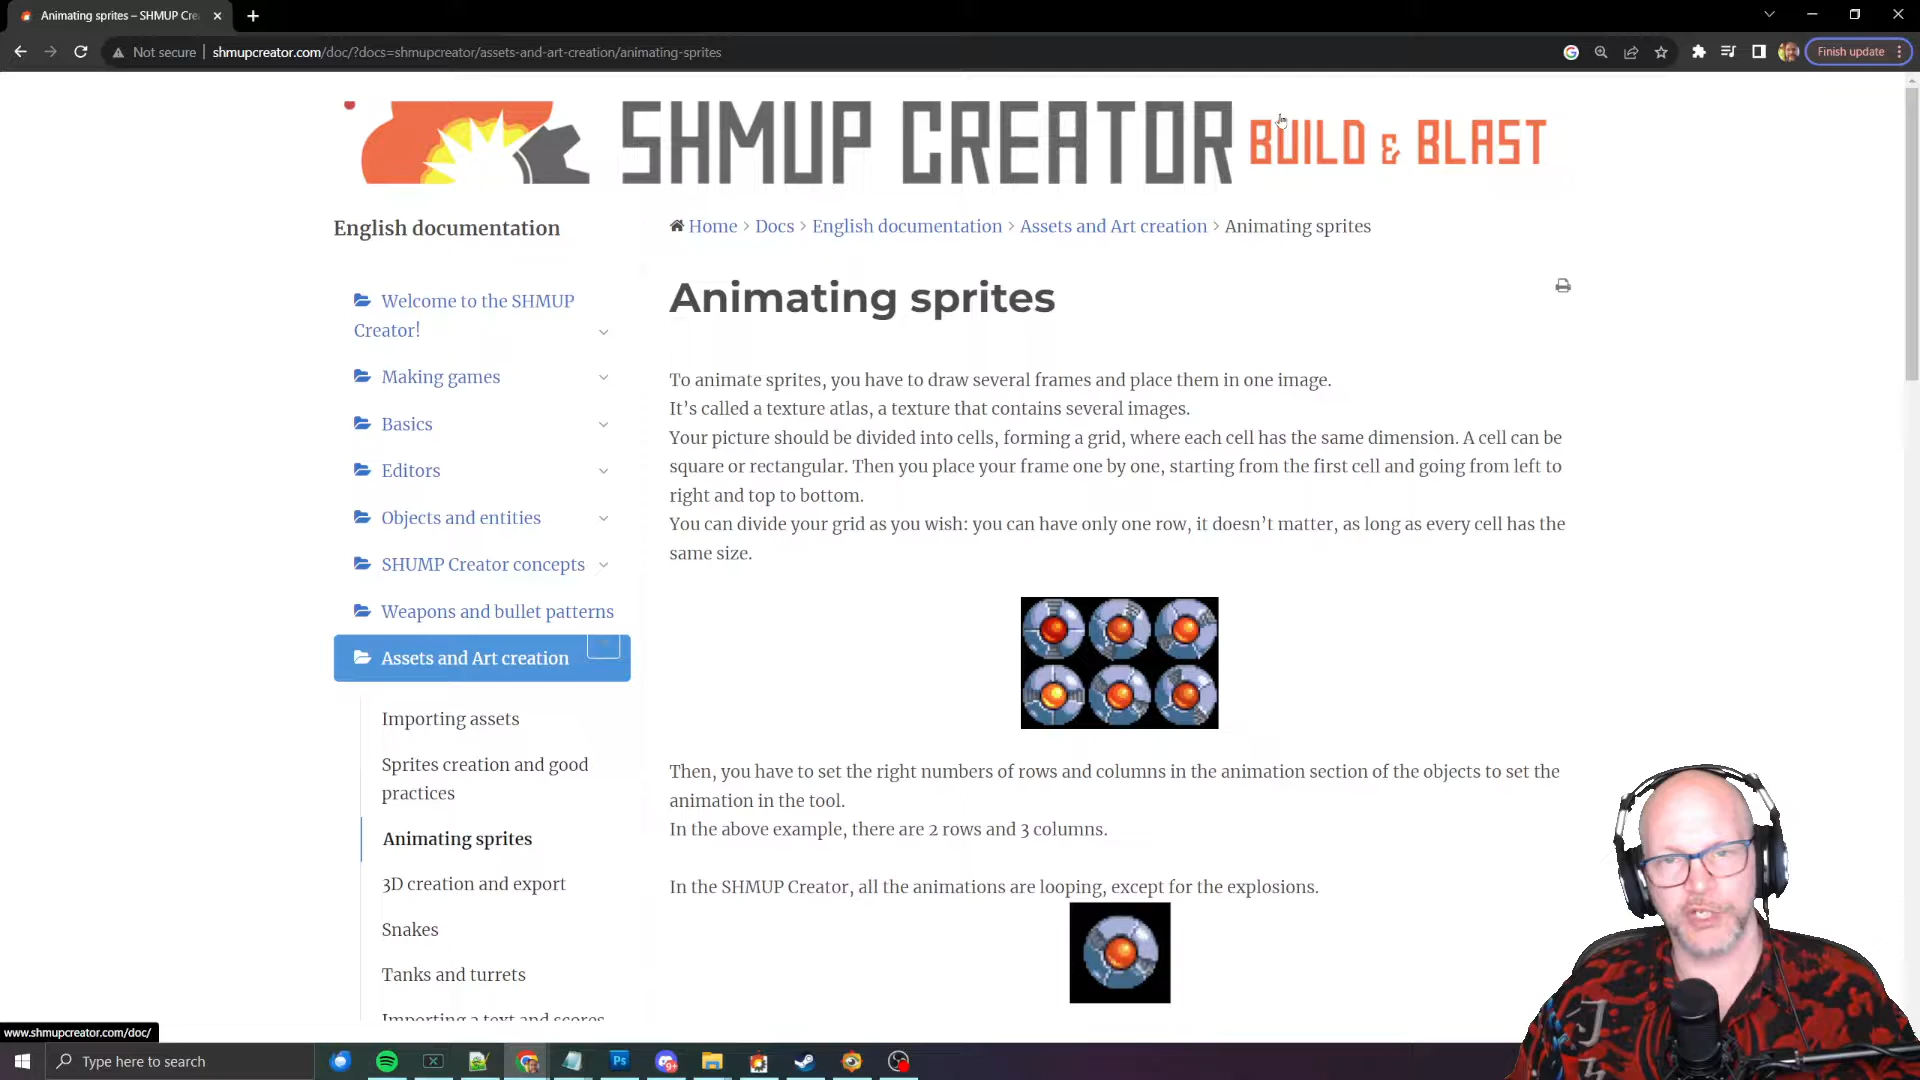 Animating sprites – SHMUP Cre
Not secure
shmupcreator.com/doc/?docs=shmupcreator/assets-and-art-creation/animating-sprites
Finish update
SHMUP CREATOR BUILD & BLAST
English documentation
Welcome to the SHMUP
Creator!
Making games
Basics
Editors
Objects and entities
SHUMP Creator concepts
Weapons and bullet patterns
Assets and Art creation
Importing assets
Sprites creation and good
practices
Animating sprites
3D creation and export
Snakes
Tanks and turrets
Importing a text and scores
Home > Docs > English documentation > Assets and Art creation > Animating sprites
Animating sprites
To animate sprites, you have to draw several frames and place them in one image.
It's called a texture atlas, a texture that contains several images.
Your picture should be divided into cells, forming a grid, where each cell has the same dimension. A cell can be
square or rectangular. Then you place your frame one by one, starting from the first cell and going from left to
right and top to bottom.
You can divide your grid as you wish: you can have only one row, it doesn't matter, as long as every cell has the
same size.
Then, you have to set the right numbers of rows and columns in the animation section of the objects to set the
animation in the tool.
In the above example, there are 2 rows and 3 columns.
In the SHMUP Creator, all the animations are looping, except for the explosions.
www.shmupcreator.com/doc/
Type here to search
Ps